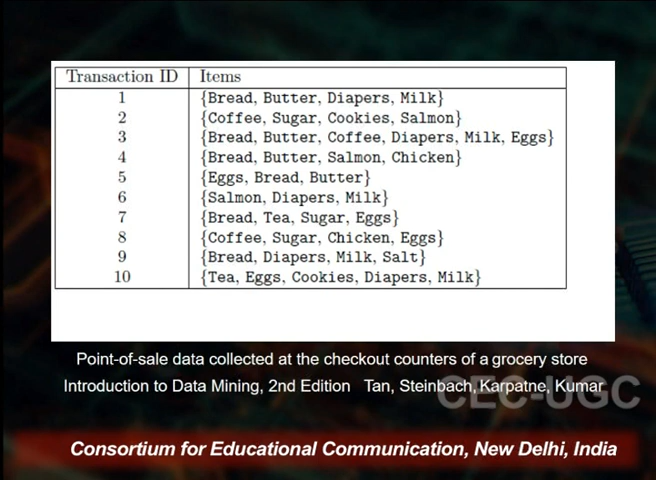 Transaction ID Items
1 {Bread, Butter, Diapers, Milk}
2 {Coffee, Sugar, Cookies, Salmon}
3 {Bread, Butter, Coffee, Diapers, Milk, Eggs}
4 {Bread, Butter, Salmon, Chicken}
5 {Eggs, Bread, Butter}
6 {Salmon, Diapers, Milk}
7 {Bread, Tea, Sugar, Eggs}
8 {Coffee, Sugar, Chicken, Eggs}
9 {Bread, Diapers, Milk, Salt}
10 {Tea, Eggs, Cookies, Diapers, Milk}
Point-of-sale data collected at the checkout counters of a grocery store
Introduction to Data Mining, 2nd Edition Tan, Steinbach, Karpatne, Kumar
CEC-UGC
Consortium for Educational Communication, New Delhi, India